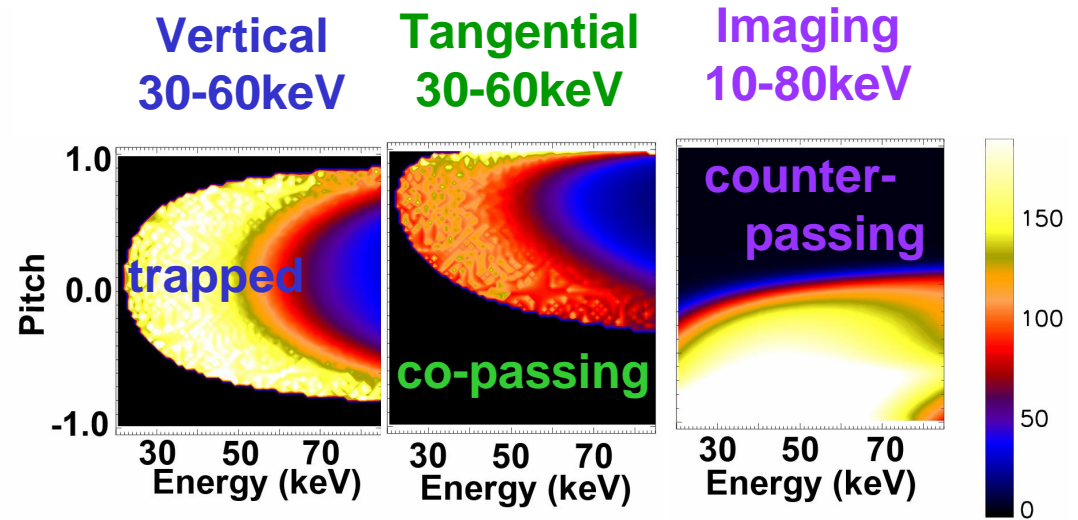 Vertical
30-60keV
Tangential
30-60keV
Imaging
10-80keV
Pitch
1.0
0.0
-1.0
trapped
30 50 70
Energy (keV)
co-passing
30 50 70
Energy (keV)
counter-
passing
30 50 70
Energy (keV)
150
100
50
0